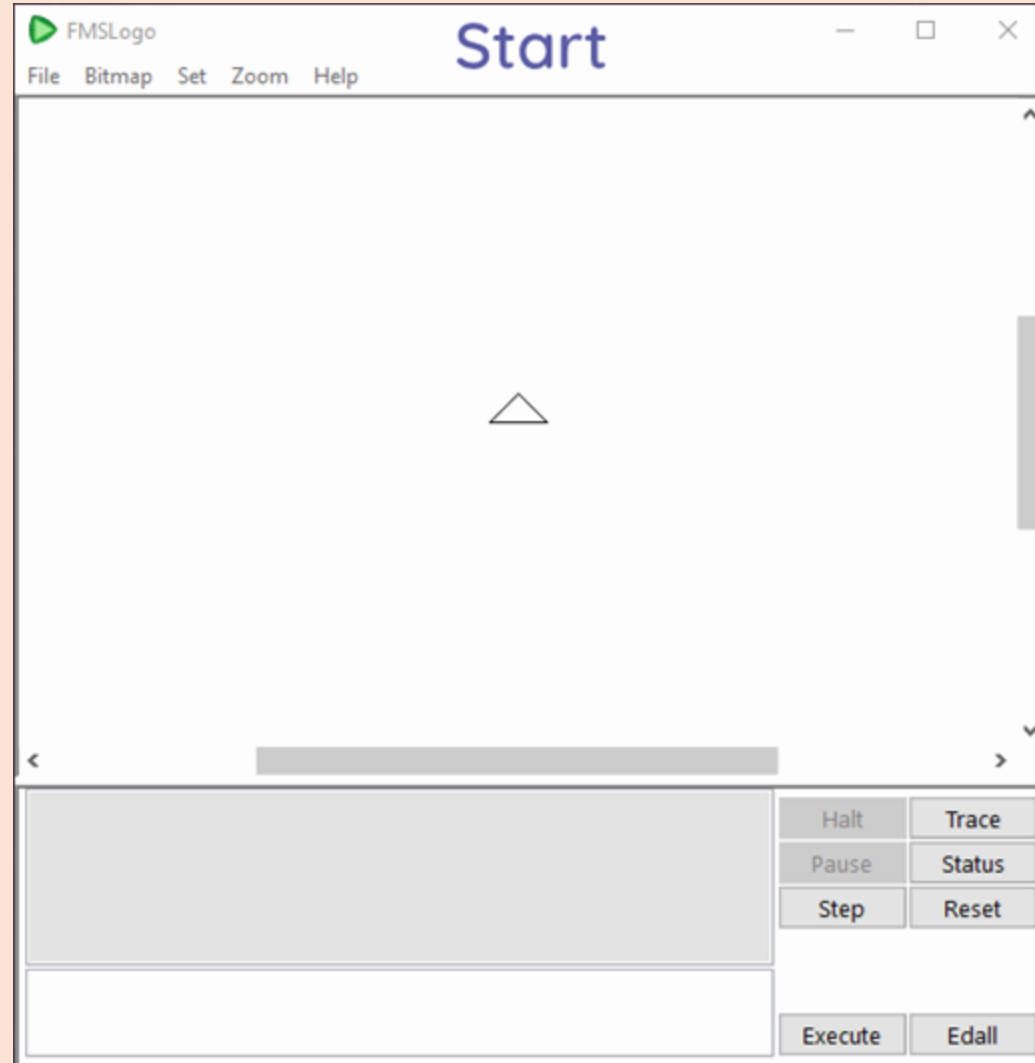 FMSLogo
Start
File Bitmap Set Zoom Help
Halt Trace
Pause Status
Step Reset
Execute Edall